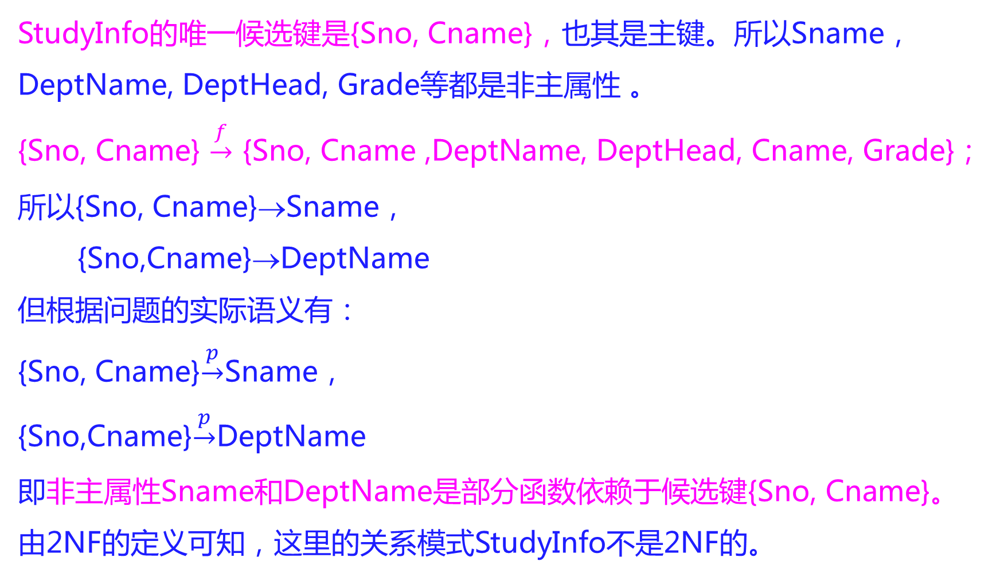 StudyInfo的唯一候选键是{Sno, Cname}，也其是主键。所以Sname，
DeptName, DeptHead, Grade等都是非主属性 。
{Sno, Cname} \xrightarrow{f} {Sno, Cname ,DeptName, DeptHead, Cname, Grade}；
所以{Sno, Cname}→Sname，
{Sno,Cname}→DeptName
但根据问题的实际语义有：
{Sno, Cname}\xrightarrow{p}Sname，
{Sno,Cname}\xrightarrow{p}DeptName
即非主属性Sname和DeptName是部分函数依赖于候选键{Sno, Cname}。
由2NF的定义可知，这里的关系模式StudyInfo不是2NF的。